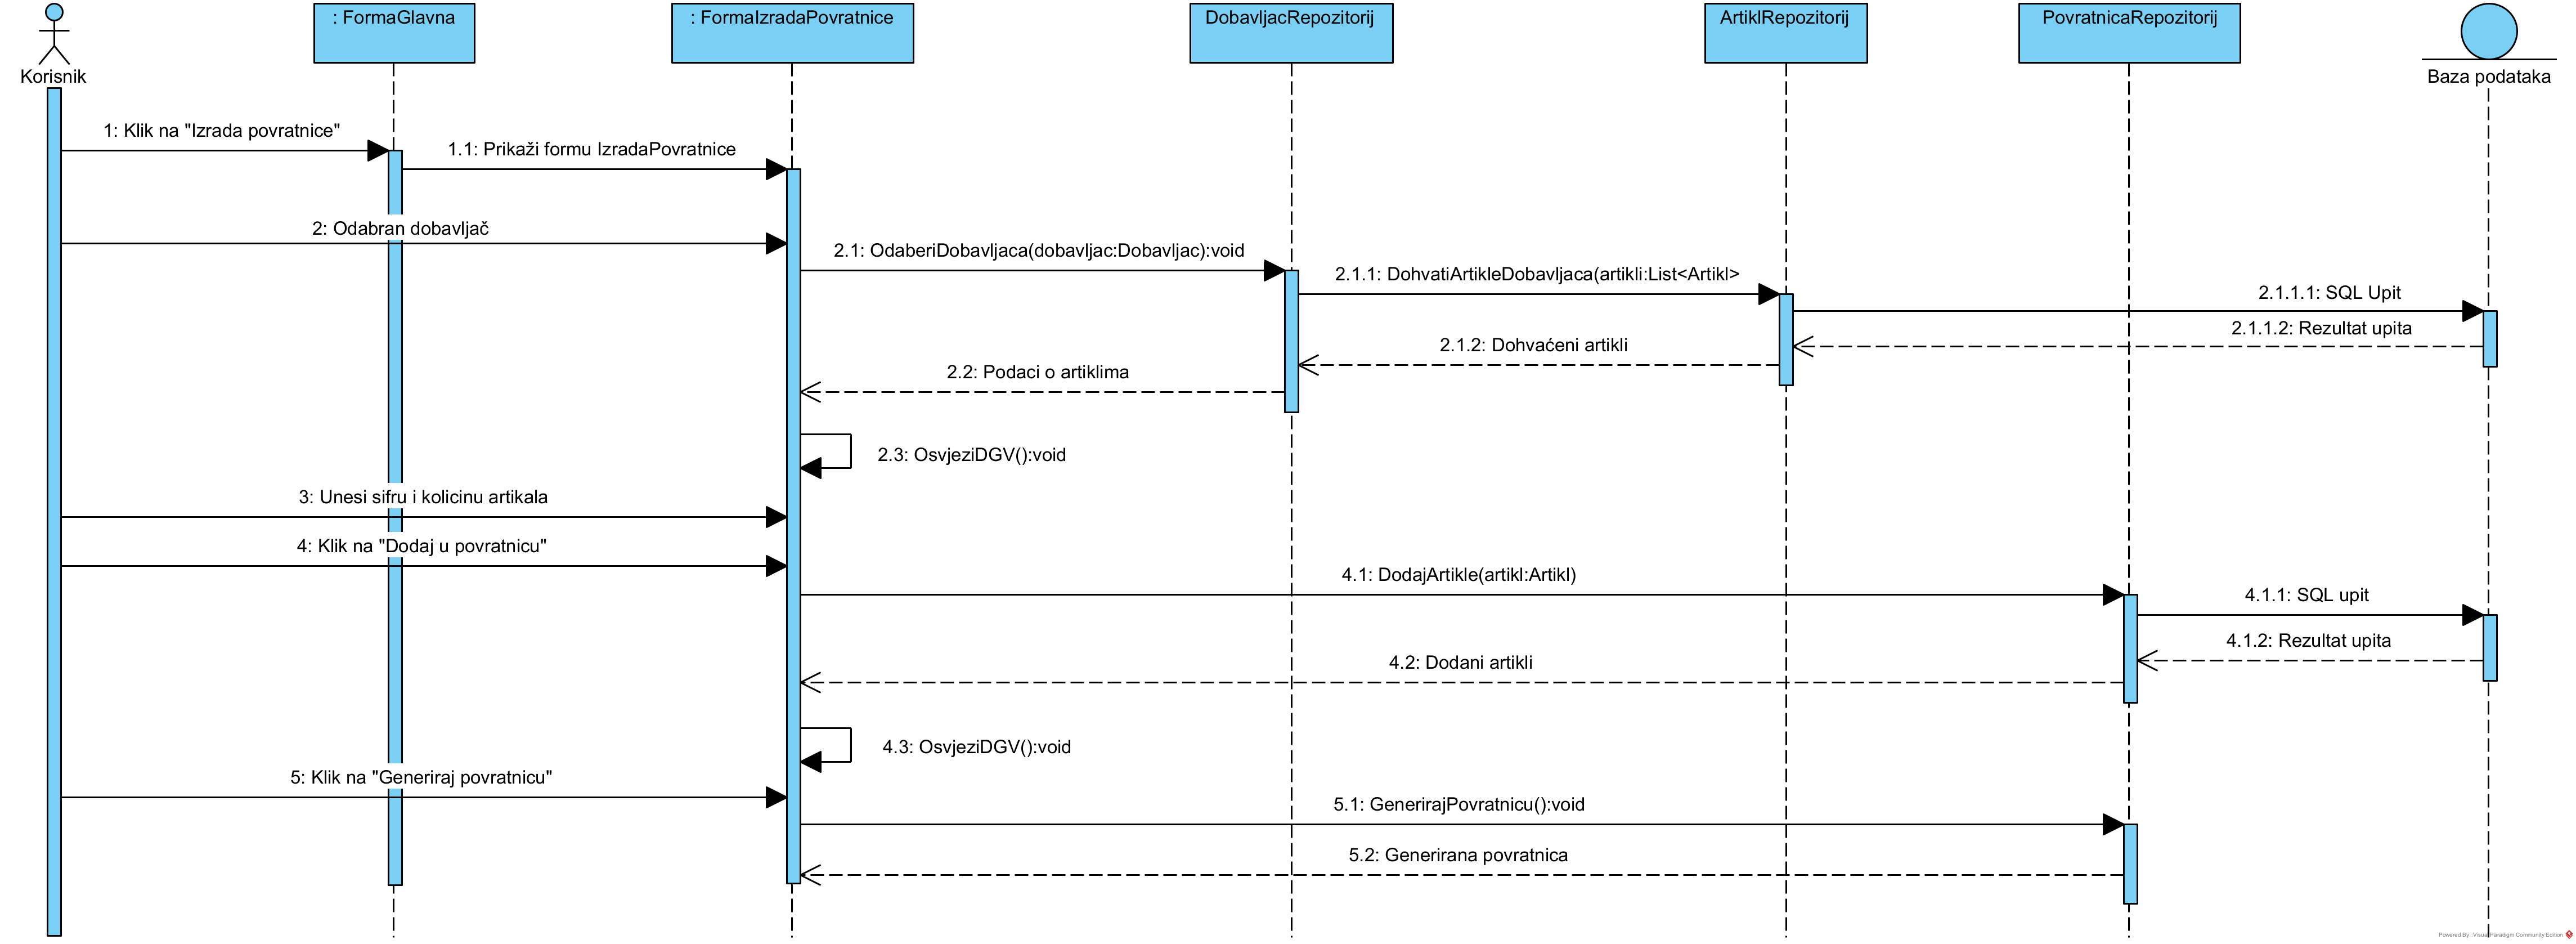 : FormaGlavna
: FormaIzradaPovratnice
DobavljacRepozitorij
ArtiklRepozitorij
PovratnicaRepozitorij
Korisnik
Baza podataka
1: Klik na "Izrada povratnice"
1.1: Prikaži formu IzradaPovratnice
2: Odabran dobavljač
2.1: OdaberiDobavljaca(dobavljac:Dobavljac):void
2.1.1: DohvatiArtikleDobavljaca(artikli:List<Artikl>
2.1.1.1: SQL Upit
2.1.1.2: Rezultat upita
2.1.2: Dohvaćeni artikli
2.2: Podaci o artiklima
2.3: OsvjeziDGV():void
3: Unesi sifru i kolicinu artikala
4: Klik na "Dodaj u povratnicu"
4.1: DodajArtikle(artikl:Artikl)
4.1.1: SQL upit
4.1.2: Rezultat upita
4.2: Dodani artikli
4.3: OsvjeziDGV():void
5: Klik na "Generiraj povratnicu"
5.1: GenerirajPovratnicu():void
5.2: Generirana povratnica
Powered By : Visual Paradigm Community Edition